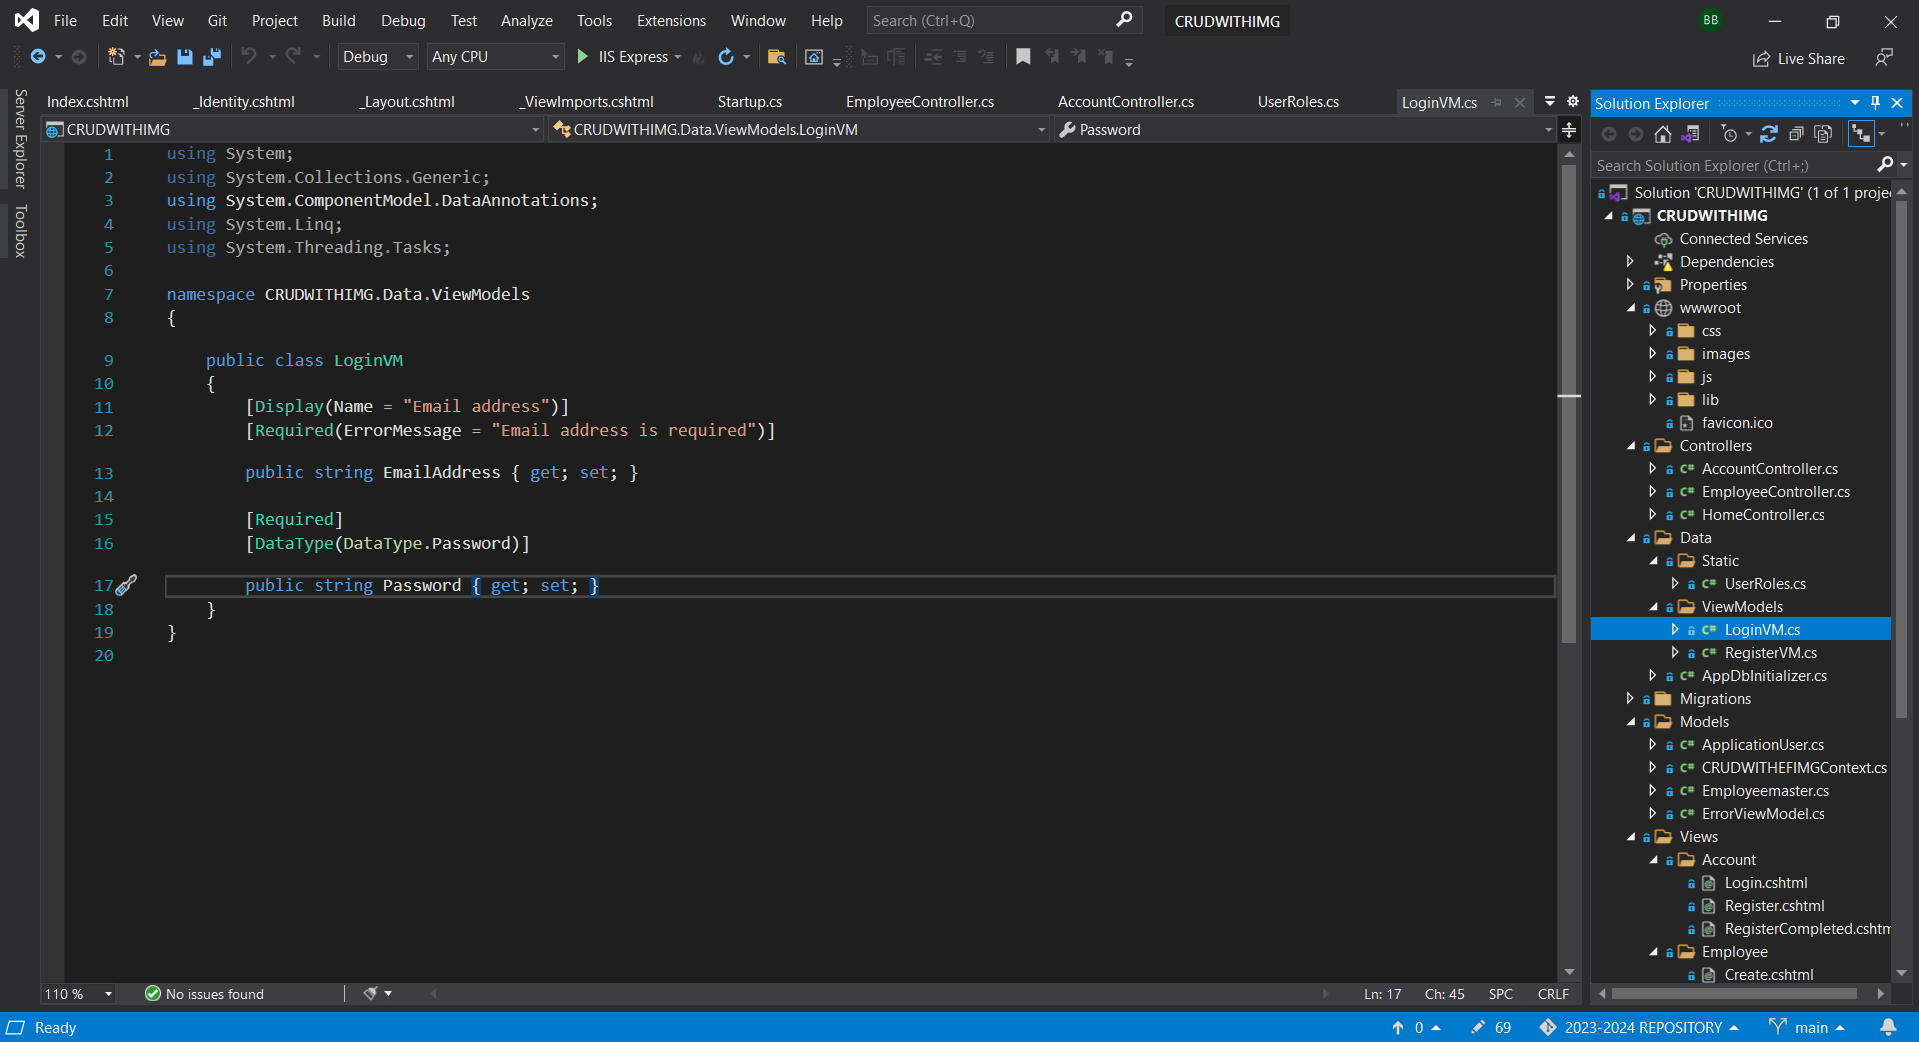 File Edit View Git Project Build Debug Test Analyze Tools Extensions Window Help Search (Ctrl+Q) CRUDWITHIMG BB
Debug Any CPU IIS Express Live Share
Server Explorer
Toolbox
Index.cshtml _Identity.cshtml _Layout.cshtml _ViewImports.cshtml Startup.cs EmployeeController.cs AccountController.cs UserRoles.cs LoginVM.cs
CRUDWITHIMG CRUDWITHIMG.Data.ViewModels.LoginVM Password
1 using System;
2 using System.Collections.Generic;
3 using System.ComponentModel.DataAnnotations;
4 using System.Linq;
5 using System.Threading.Tasks;
6
7 namespace CRUDWITHIMG.Data.ViewModels
8 {
9 public class LoginVM
10 {
11 [Display(Name = "Email address")]
12 [Required(ErrorMessage = "Email address is required")]
13 public string EmailAddress { get; set; }
14
15 [Required]
16 [DataType(DataType.Password)]
17 public string Password { get; set; }
18 }
19 }
20
110 % No issues found Ln: 17 Ch: 45 SPC CRLF
Solution Explorer
Search Solution Explorer (Ctrl+;)
Solution 'CRUDWITHIMG' (1 of 1 proje
CRUDWITHIMG
Connected Services
Dependencies
Properties
wwwroot
css
images
js
lib
favicon.ico
Controllers
C# AccountController.cs
C# EmployeeController.cs
C# HomeController.cs
Data
Static
C# UserRoles.cs
ViewModels
C# LoginVM.cs
C# RegisterVM.cs
C# AppDbInitializer.cs
Migrations
Models
C# ApplicationUser.cs
C# CRUDWITHEFIMGContext.cs
C# Employeemaster.cs
C# ErrorViewModel.cs
Views
Account
Login.cshtml
Register.cshtml
RegisterCompleted.cshtm
Employee
Create.cshtml
Ready 0 69 2023-2024 REPOSITORY main